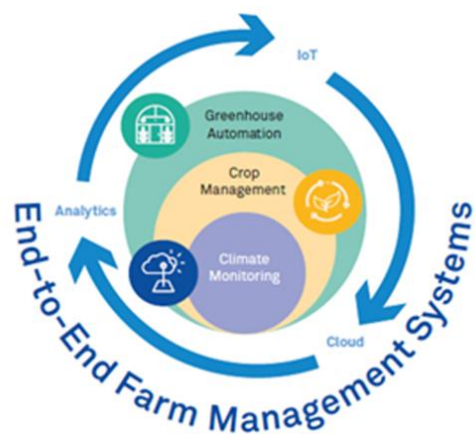 IoT
Greenhouse
Automation
Crop
Management
Analytics
Climate
Monitoring
Cloud
End-to-End Farm Management Systems